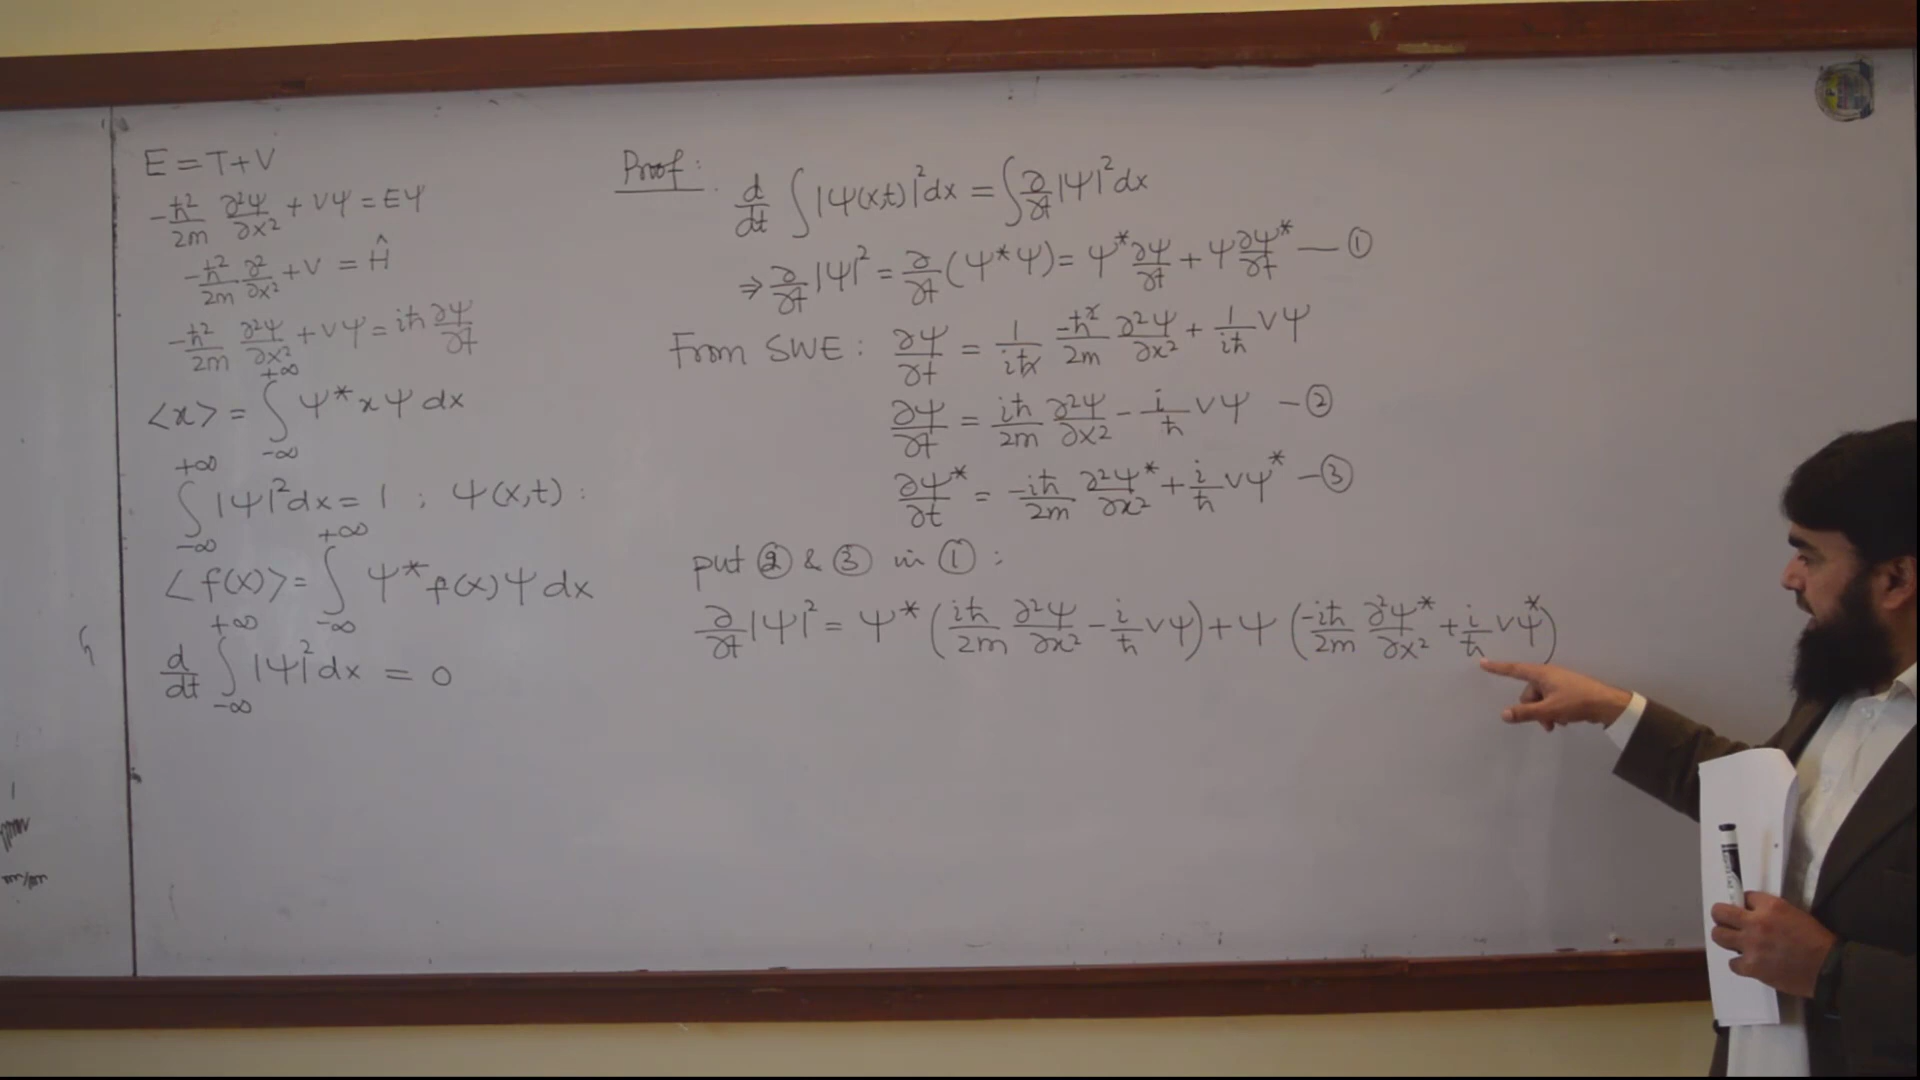 E = T + V
-ħ²/2m ∂²Ψ/∂x² + VΨ = EΨ
-ħ²/2m ∂²/∂x² + V = Ĥ
-ħ²/2m ∂²Ψ/∂x² + VΨ = iħ ∂Ψ/∂t
<x> = ∫_{-∞}^{+∞} Ψ* x Ψ dx
∫_{-∞}^{+∞} |Ψ|² dx = 1 ; Ψ(x,t) :
<f(x)> = ∫_{-∞}^{+∞} Ψ* f(x) Ψ dx
d/dt ∫_{-∞}^{+∞} |Ψ|² dx = 0
Proof : d/dt ∫ |Ψ(x,t)|² dx = ∫ ∂/∂t |Ψ|² dx
⇒ ∂/∂t |Ψ|² = ∂/∂t (Ψ*Ψ) = Ψ* ∂Ψ/∂t + Ψ ∂Ψ*/∂t — ①
From SWE : ∂Ψ/∂t = 1/iħ -ħ²/2m ∂²Ψ/∂x² + 1/iħ VΨ
∂Ψ/∂t = iħ/2m ∂²Ψ/∂x² - i/ħ VΨ — ②
∂Ψ*/∂t = -iħ/2m ∂²Ψ*/∂x² + i/ħ VΨ* — ③
put ② & ③ in ① :
∂/∂t |Ψ|² = Ψ* (iħ/2m ∂²Ψ/∂x² - i/ħ VΨ) + Ψ (-iħ/2m ∂²Ψ*/∂x² + i/ħ VΨ*)